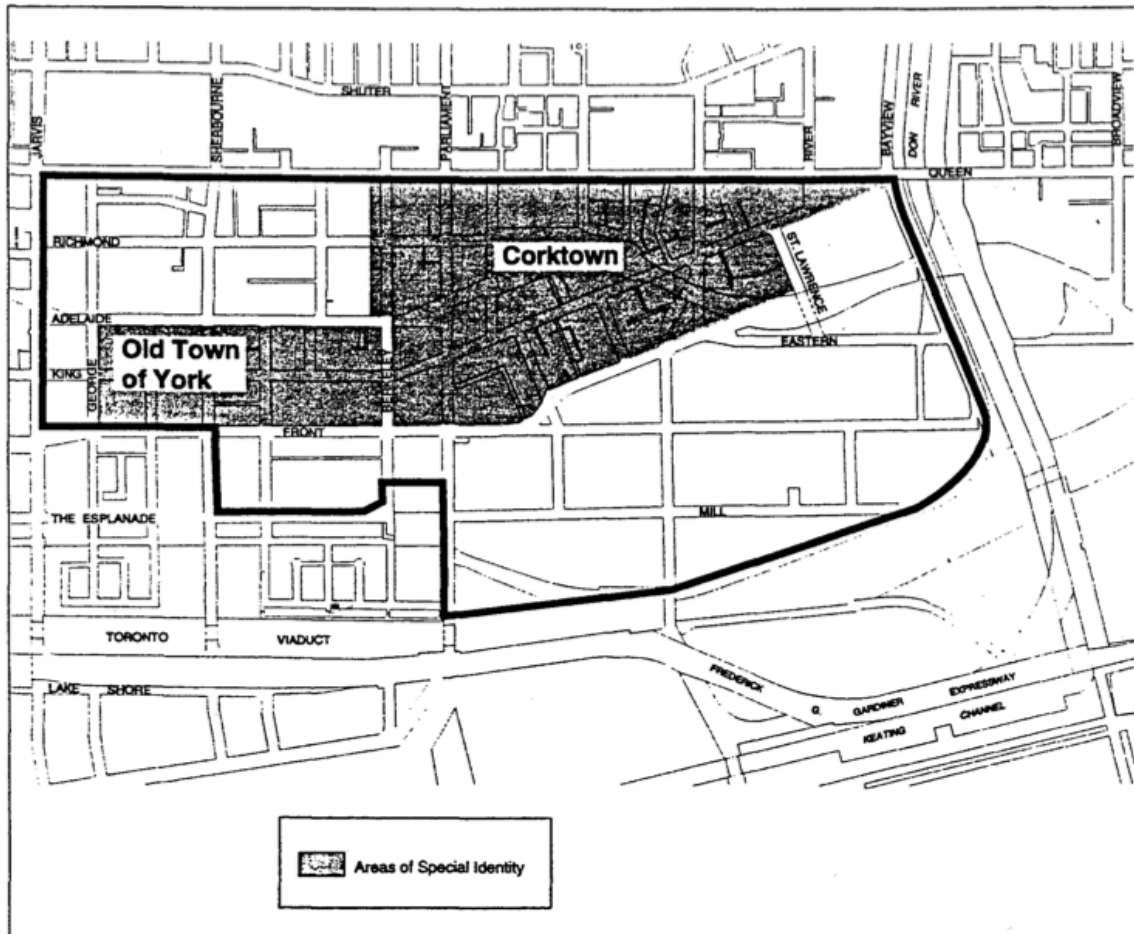 SHUTER
JARVIS
SHERBOURNE
PARLIAMENT
RIVER
BAYVIEW
DON RIVER
BROADVIEW
QUEEN
RICHMOND
Corktown
ST. LAWRENCE
ADELAIDE
EASTERN
Old Town
of York
KING
GEORGE
FRONT
THE ESPLANADE
MILL
TORONTO VIADUCT
LAKE SHORE
FREDERICK G. GARDINER EXPRESSWAY
KEATING CHANNEL
Areas of Special Identity